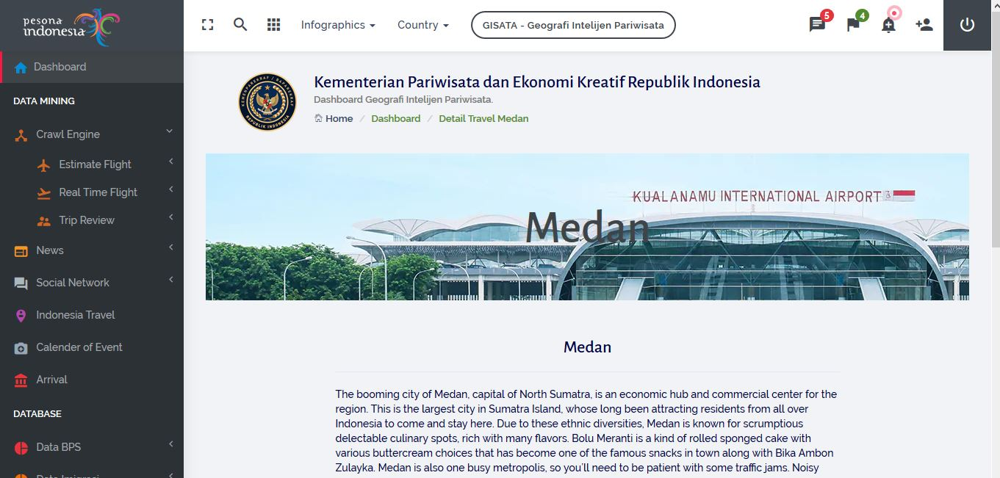 pesona
indonesia
Infographics
Country
GISATA - Geografi Intelijen Pariwisata
5
4
Dashboard
DATA MINING
Crawl Engine
Estimate Flight
Real Time Flight
Trip Review
News
Social Network
Indonesia Travel
Calender of Event
Arrival
DATABASE
Data BPS
Data Imigrasi
KEMENPAREKRAF / BAPAREKRAF
REPUBLIK INDONESIA
Kementerian Pariwisata dan Ekonomi Kreatif Republik Indonesia
Dashboard Geografi Intelijen Pariwisata.
Home / Dashboard / Detail Travel Medan
KUALANAMU INTERNATIONAL AIRPORT
Medan
Medan
The booming city of Medan, capital of North Sumatra, is an economic hub and commercial center for the
region. This is the largest city in Sumatra Island, whose long been attracting residents from all over
Indonesia to come and stay here. Due to these ethnic diversities, Medan is known for scrumptious
delectable culinary spots, rich with many flavors. Bolu Meranti is a kind of rolled sponged cake with
various buttercream choices that has become one of the famous snacks in town along with Bika Ambon
Zulayka. Medan is also one busy metropolis, so you'll need to be patient with some traffic jams. Noisy